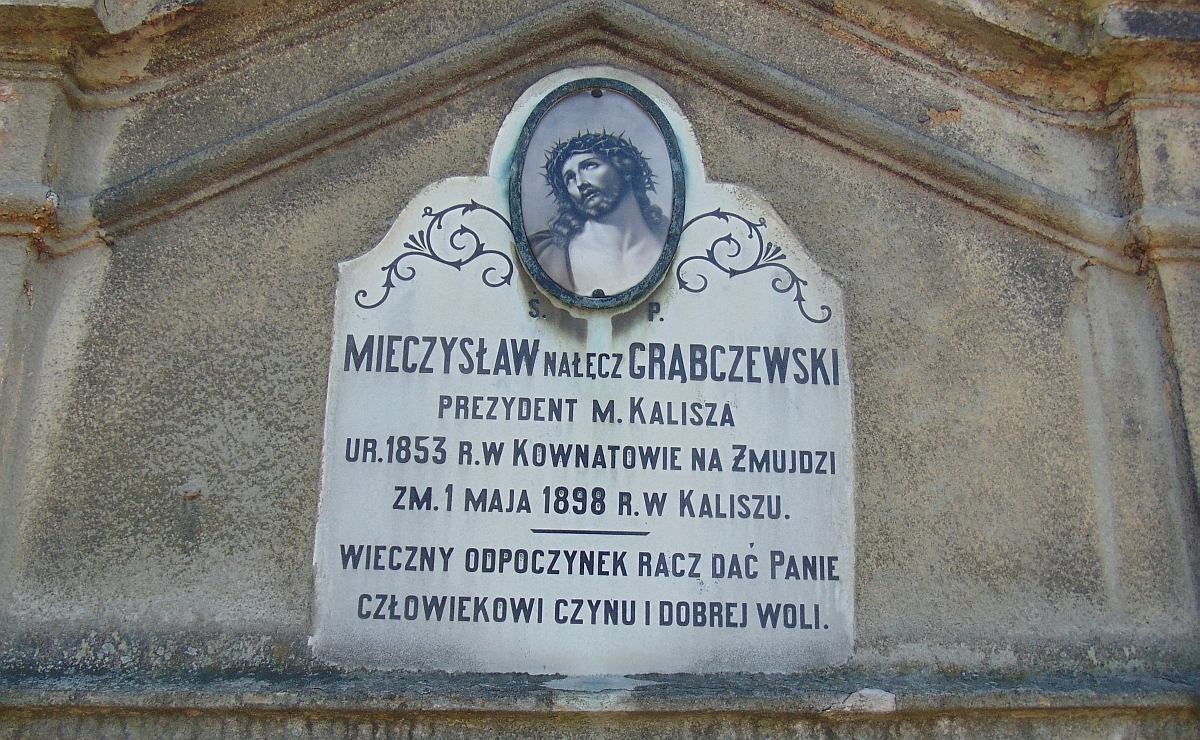 Ś. P.
MIECZYSŁAW NAŁĘCZ GRĄBCZEWSKI
PREZYDENT M. KALISZA
UR. 1853 R. W KOWNATOWIE NA ŻMUJDZI
ZM. 1 MAJA 1898 R. W KALISZU.
WIECZNY ODPOCZYNEK RACZ DAĆ PANIE
CZŁOWIEKOWI CZYNU I DOBREJ WOLI.